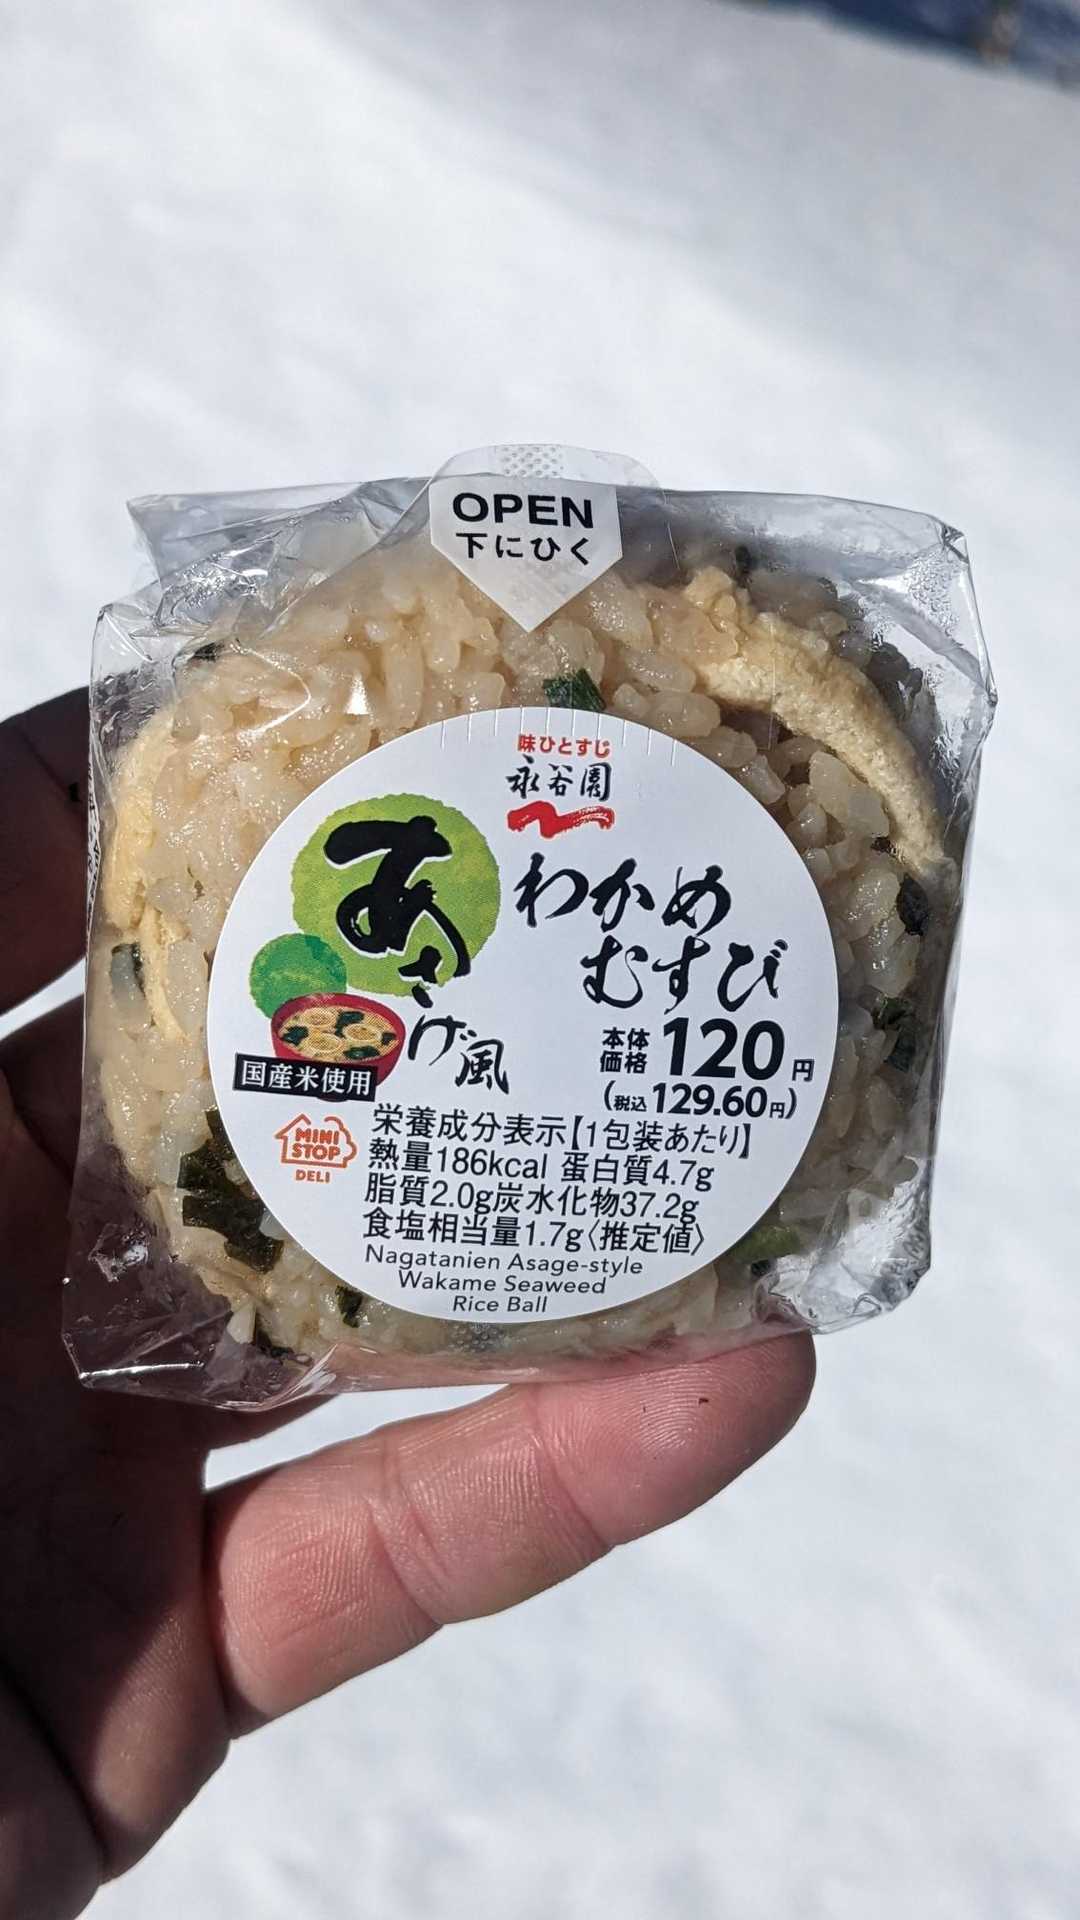 OPEN
下にひく
味ひとすじ
永谷園
あさげ風
わかめ
むすび
本体価格120円
(税込129.60円)
国産米使用
MINI
STOP
DELI
栄養成分表示【1包装あたり】
熱量186kcal 蛋白質4.7g
脂質2.0g炭水化物37.2g
食塩相当量1.7g〈推定値〉
Nagatanien Asage-style
Wakame Seaweed
Rice Ball